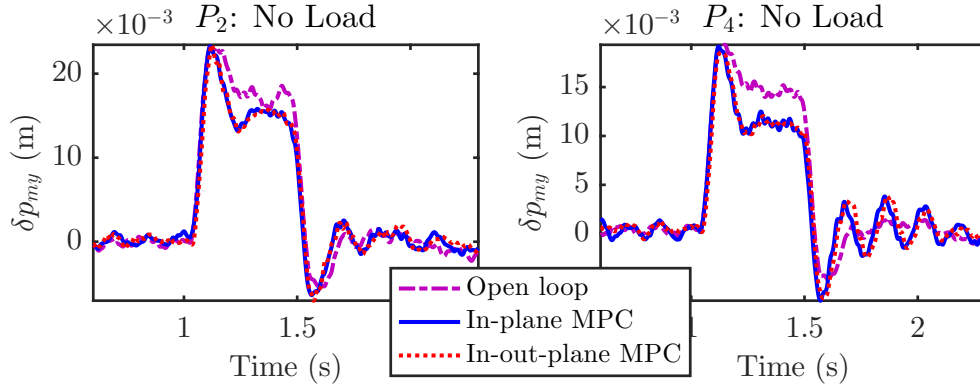 ×10⁻³ P₂: No Load
×10⁻³ P₄: No Load
20
10
0
δp_my (m)
1
1.5
Time (s)
15
10
5
0
δp_my (m)
1
1.5
2
Time (s)
Open loop
In-plane MPC
In-out-plane MPC